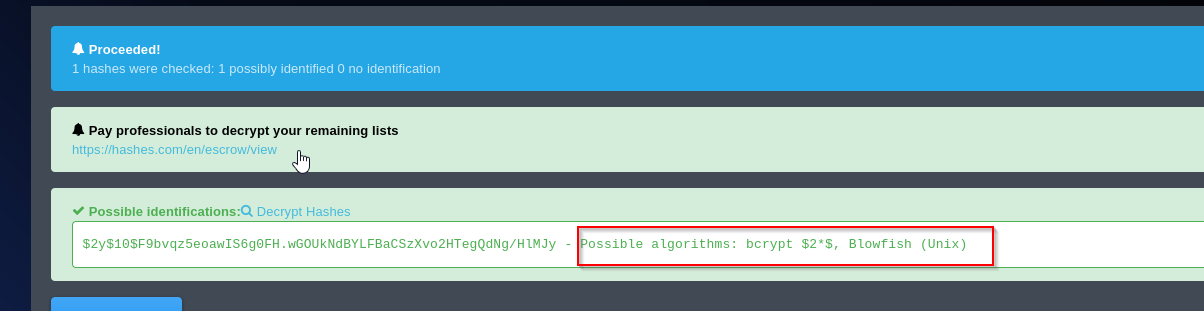 Proceeded!
1 hashes were checked: 1 possibly identified 0 no identification
Pay professionals to decrypt your remaining lists
https://hashes.com/en/escrow/view
Possible identifications: Decrypt Hashes
$2y$10$F9bvqz5eoawIS6g0FH.wGOUkNdBYLFBaCSzXvo2HTegQdNg/HlMJy - Possible algorithms: bcrypt $2*$, Blowfish (Unix)